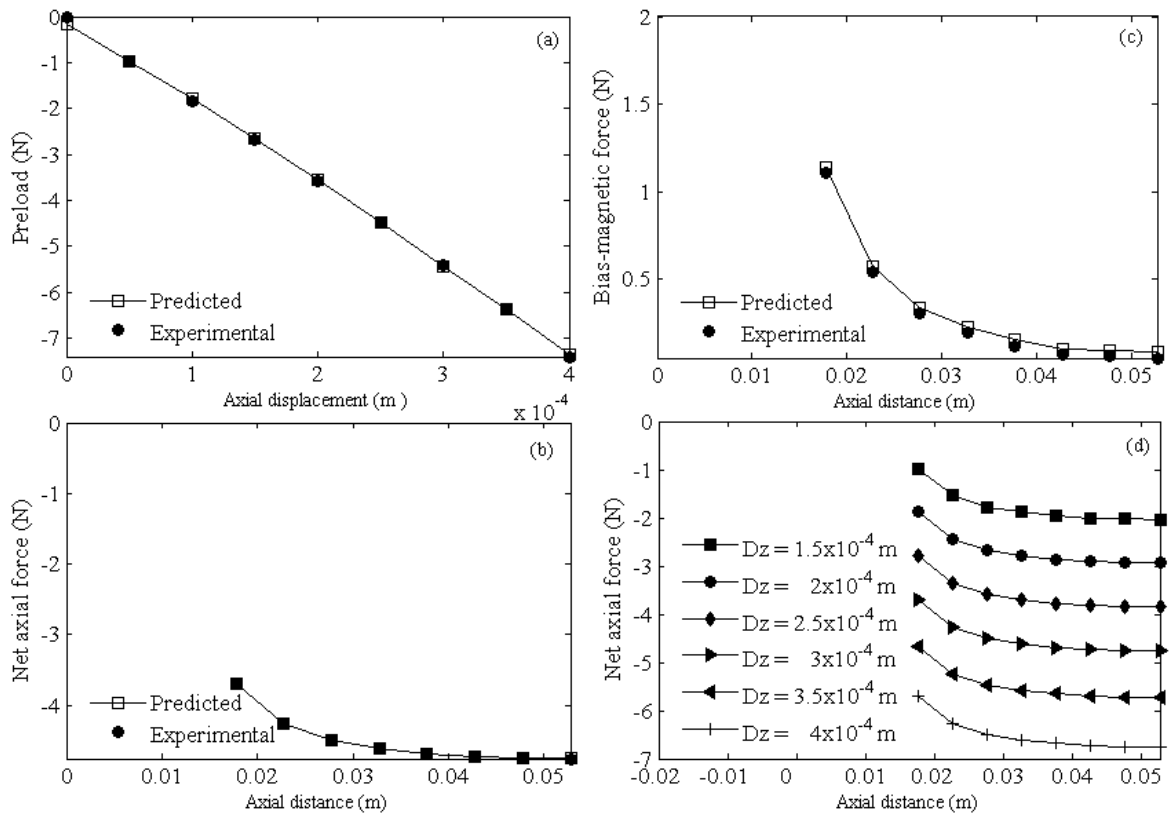 (a)
0
-1
-2
-3
-4
-5
-6
-7
Preload (N)
Predicted
Experimental
0
1
2
3
4
Axial displacement (m )
x 10-4
(c)
2
1.5
1
0.5
Bias-magnetic force (N)
Predicted
Experimental
0
0.01
0.02
0.03
0.04
0.05
Axial distance (m)
(b)
0
-1
-2
-3
-4
Net axial force (N)
Predicted
Experimental
0
0.01
0.02
0.03
0.04
0.05
Axial distance (m)
(d)
0
-1
-2
-3
-4
-5
-6
-7
Net axial force (N)
Dz = 1.5x10-4 m
Dz = 2x10-4 m
Dz = 2.5x10-4 m
Dz = 3x10-4 m
Dz = 3.5x10-4 m
Dz = 4x10-4 m
-0.02
-0.01
0
0.01
0.02
0.03
0.04
0.05
Axial distance (m)